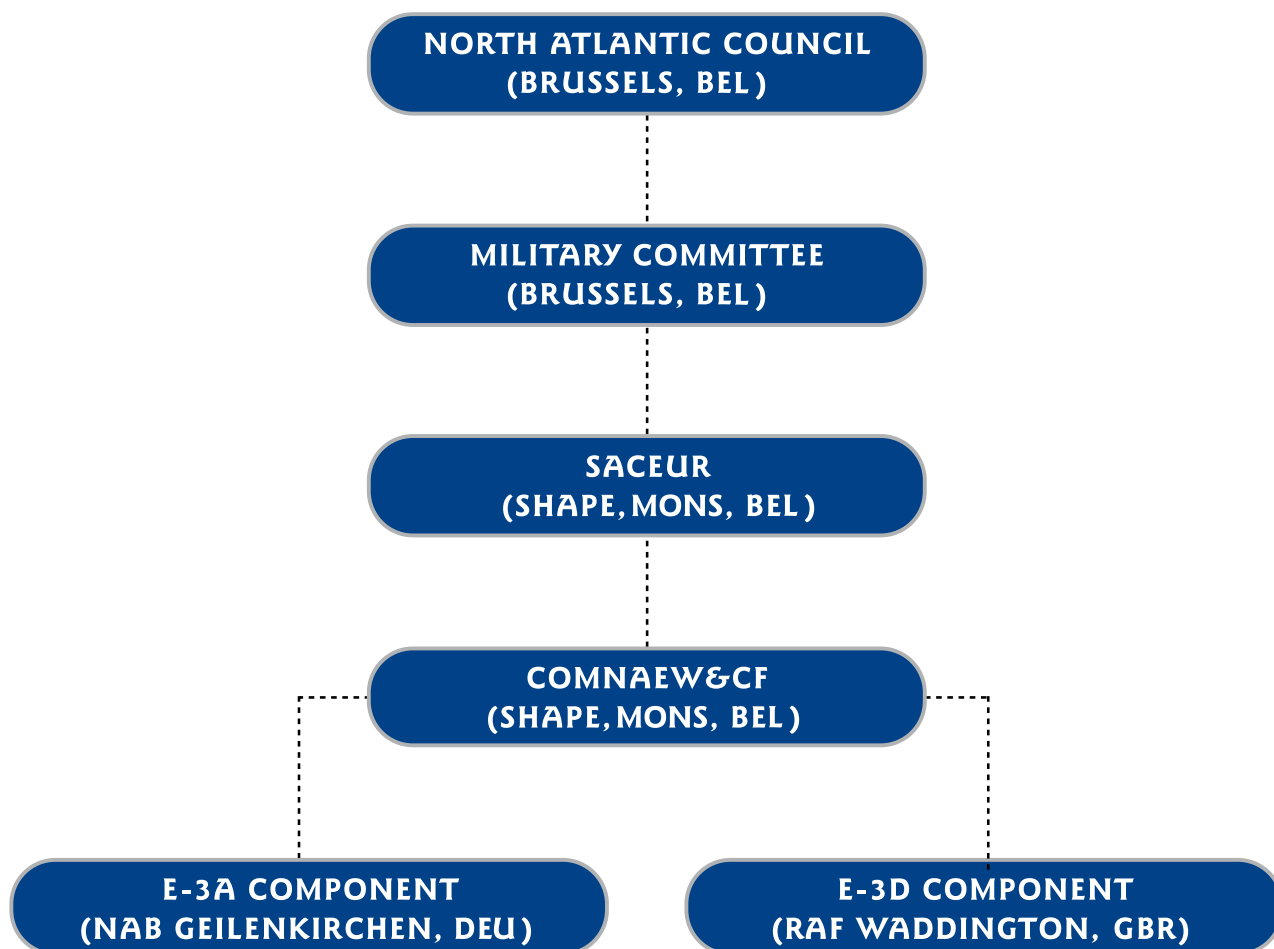 NORTH ATLANTIC COUNCIL
(BRUSSELS, BEL)
MILITARY COMMITTEE
(BRUSSELS, BEL)
SACEUR
(SHAPE, MONS, BEL)
COMNAEW&CF
(SHAPE, MONS, BEL)
E-3A COMPONENT
(NAB GEILENKIRCHEN, DEU)
E-3D COMPONENT
(RAF WADDINGTON, GBR)